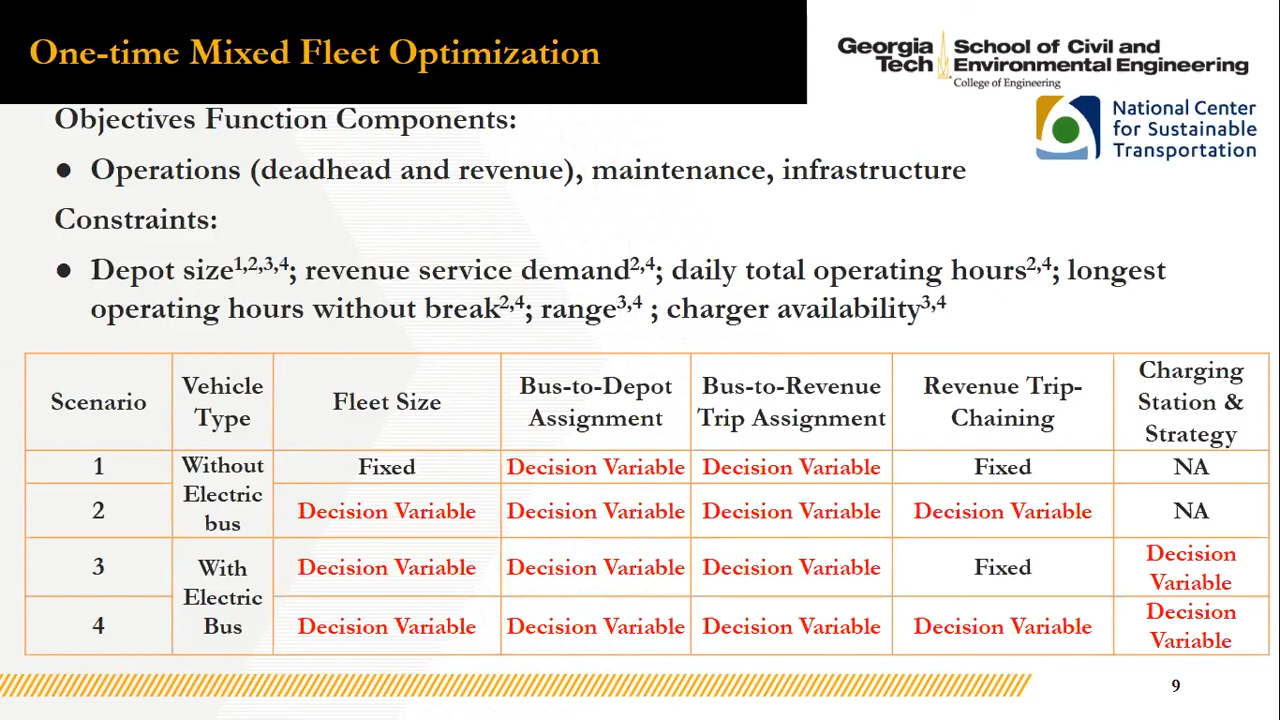 One-time Mixed Fleet Optimization
Georgia Tech School of Civil and Environmental Engineering
College of Engineering
National Center for Sustainable Transportation
Objectives Function Components:
● Operations (deadhead and revenue), maintenance, infrastructure
Constraints:
● Depot size1,2,3,4; revenue service demand2,4; daily total operating hours2,4; longest
operating hours without break2,4; range3,4 ; charger availability3,4
Scenario Vehicle Type Fleet Size Bus-to-Depot Assignment Bus-to-Revenue Trip Assignment Revenue Trip-Chaining Charging Station & Strategy
1 Without Electric bus Fixed Decision Variable Decision Variable Fixed NA
2 Decision Variable Decision Variable Decision Variable Decision Variable NA
3 With Electric Bus Decision Variable Decision Variable Decision Variable Fixed Decision Variable
4 Decision Variable Decision Variable Decision Variable Decision Variable Decision Variable
9